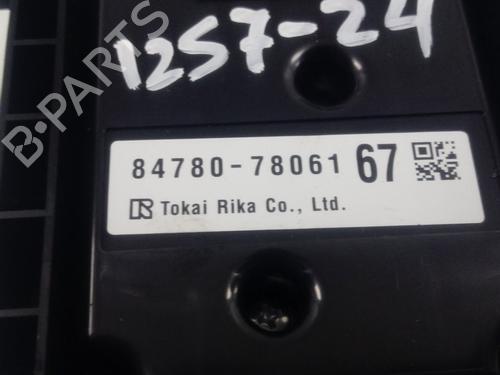 1257-24
B-PARTS
84780-78061 67
Tokai Rika Co., Ltd.